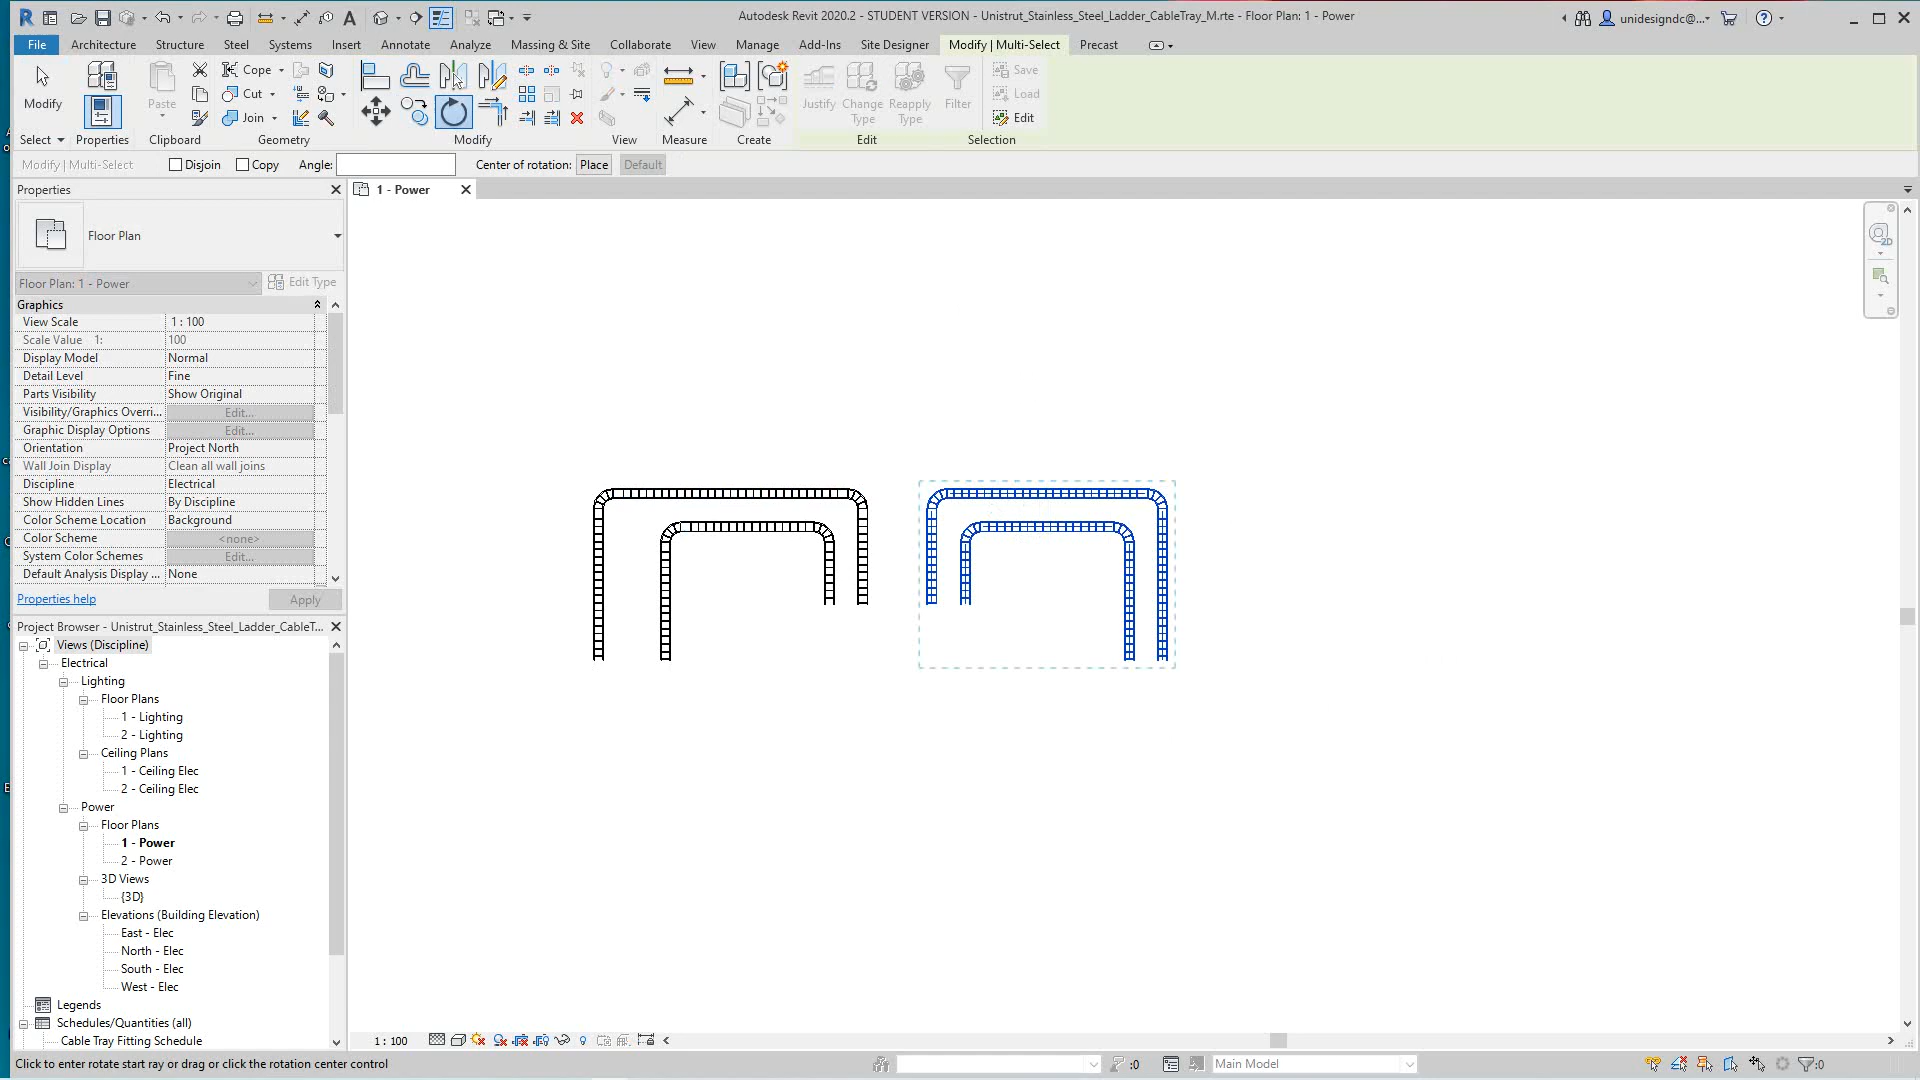 Autodesk Revit 2020.2 - STUDENT VERSION - Unistrut_Stainless_Steel_Ladder_CableTray_M.rte - Floor Plan: 1 - Power
unidesigndc@...
File Architecture Structure Steel Systems Insert Annotate Analyze Massing & Site Collaborate View Manage Add-Ins Site Designer Modify | Multi-Select Precast
Modify
Paste
Cope
Cut
Join
Justify
Change Type
Reapply Type
Filter
Save
Load
Edit
Select Properties Clipboard Geometry Modify View Measure Create Edit Selection
Modify | Multi-Select Disjoin Copy Angle: Center of rotation: Place Default
Properties
1 - Power
Floor Plan
Floor Plan: 1 - Power Edit Type
Graphics
View Scale 1 : 100
Scale Value 1: 100
Display Model Normal
Detail Level Fine
Parts Visibility Show Original
Visibility/Graphics Overri... Edit...
Graphic Display Options Edit...
Orientation Project North
Wall Join Display Clean all wall joins
Discipline Electrical
Show Hidden Lines By Discipline
Color Scheme Location Background
Color Scheme <none>
System Color Schemes Edit...
Default Analysis Display ... None
Properties help Apply
Project Browser - Unistrut_Stainless_Steel_Ladder_CableT...
Views (Discipline)
Electrical
Lighting
Floor Plans
1 - Lighting
2 - Lighting
Ceiling Plans
1 - Ceiling Elec
2 - Ceiling Elec
Power
Floor Plans
1 - Power
2 - Power
3D Views
{3D}
Elevations (Building Elevation)
East - Elec
North - Elec
South - Elec
West - Elec
Legends
Schedules/Quantities (all)
Cable Tray Fitting Schedule
1 : 100
Click to enter rotate start ray or drag or click the rotation center control
:0
Main Model
:0
2D